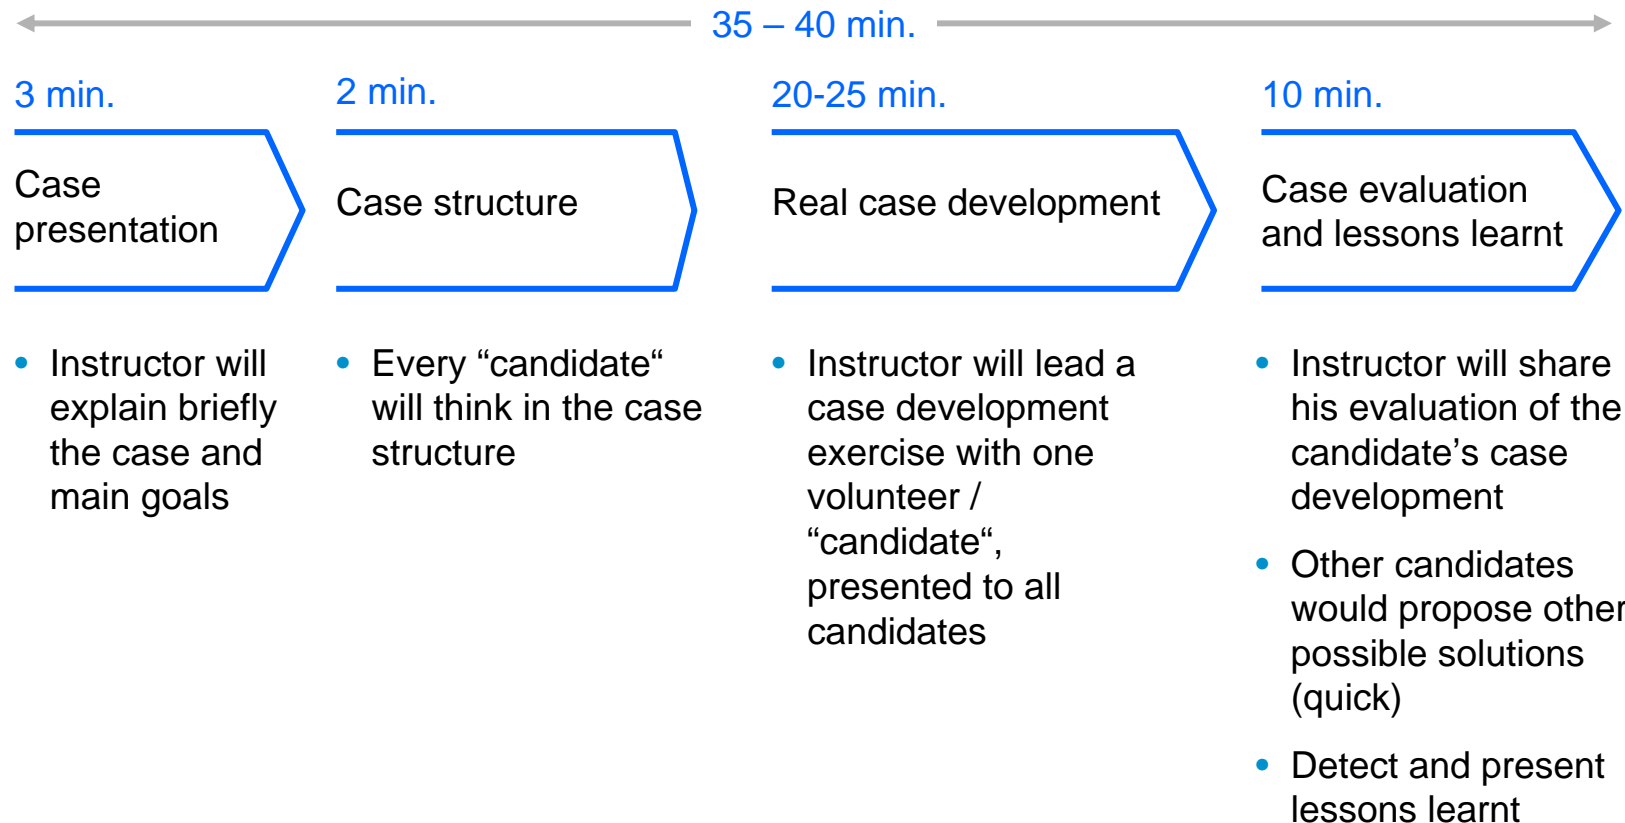 35 – 40 min.
3 min.
2 min.
20-25 min.
10 min.
Case
presentation
Case structure
Real case development
Case evaluation
and lessons learnt
• Instructor will
explain briefly
the case and
main goals
• Every “candidate“
will think in the case
structure
• Instructor will lead a
case development
exercise with one
volunteer /
“candidate“,
presented to all
candidates
• Instructor will share
his evaluation of the
candidate’s case
development
• Other candidates
would propose other
possible solutions
(quick)
• Detect and present
lessons learnt